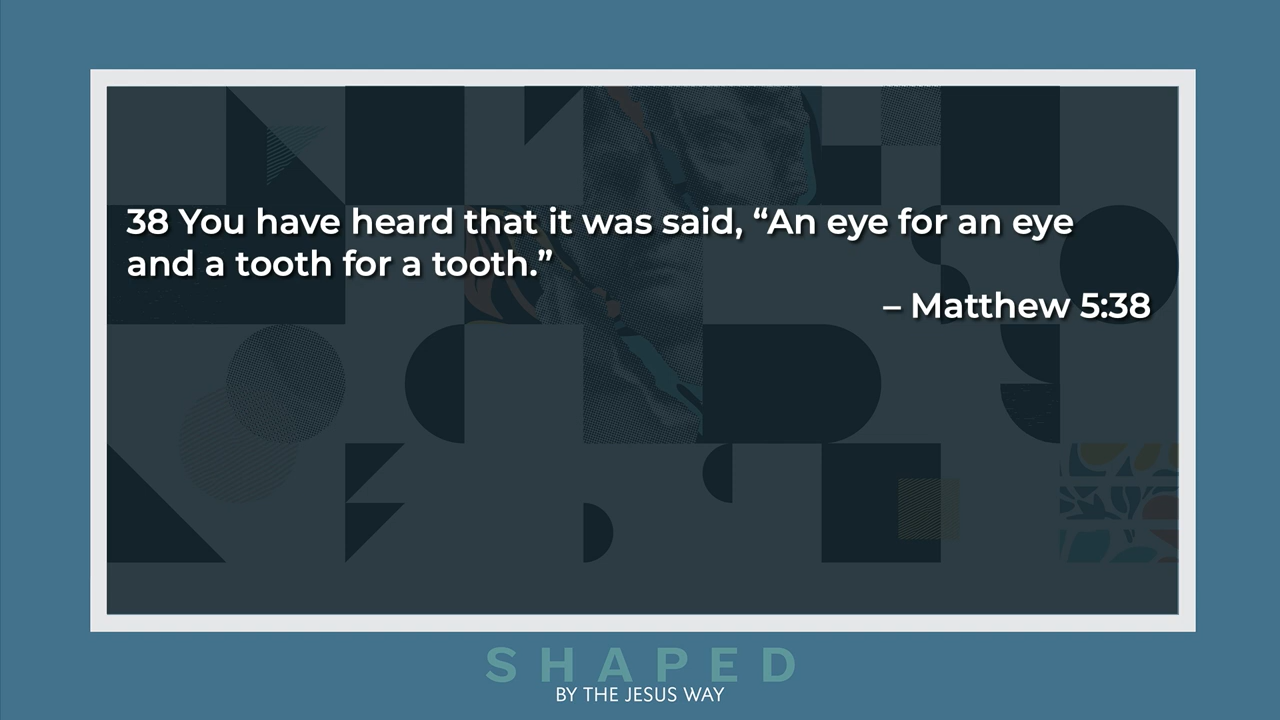 38 You have heard that it was said, “An eye for an eye
and a tooth for a tooth.”
– Matthew 5:38
SHAPED
BY THE JESUS WAY